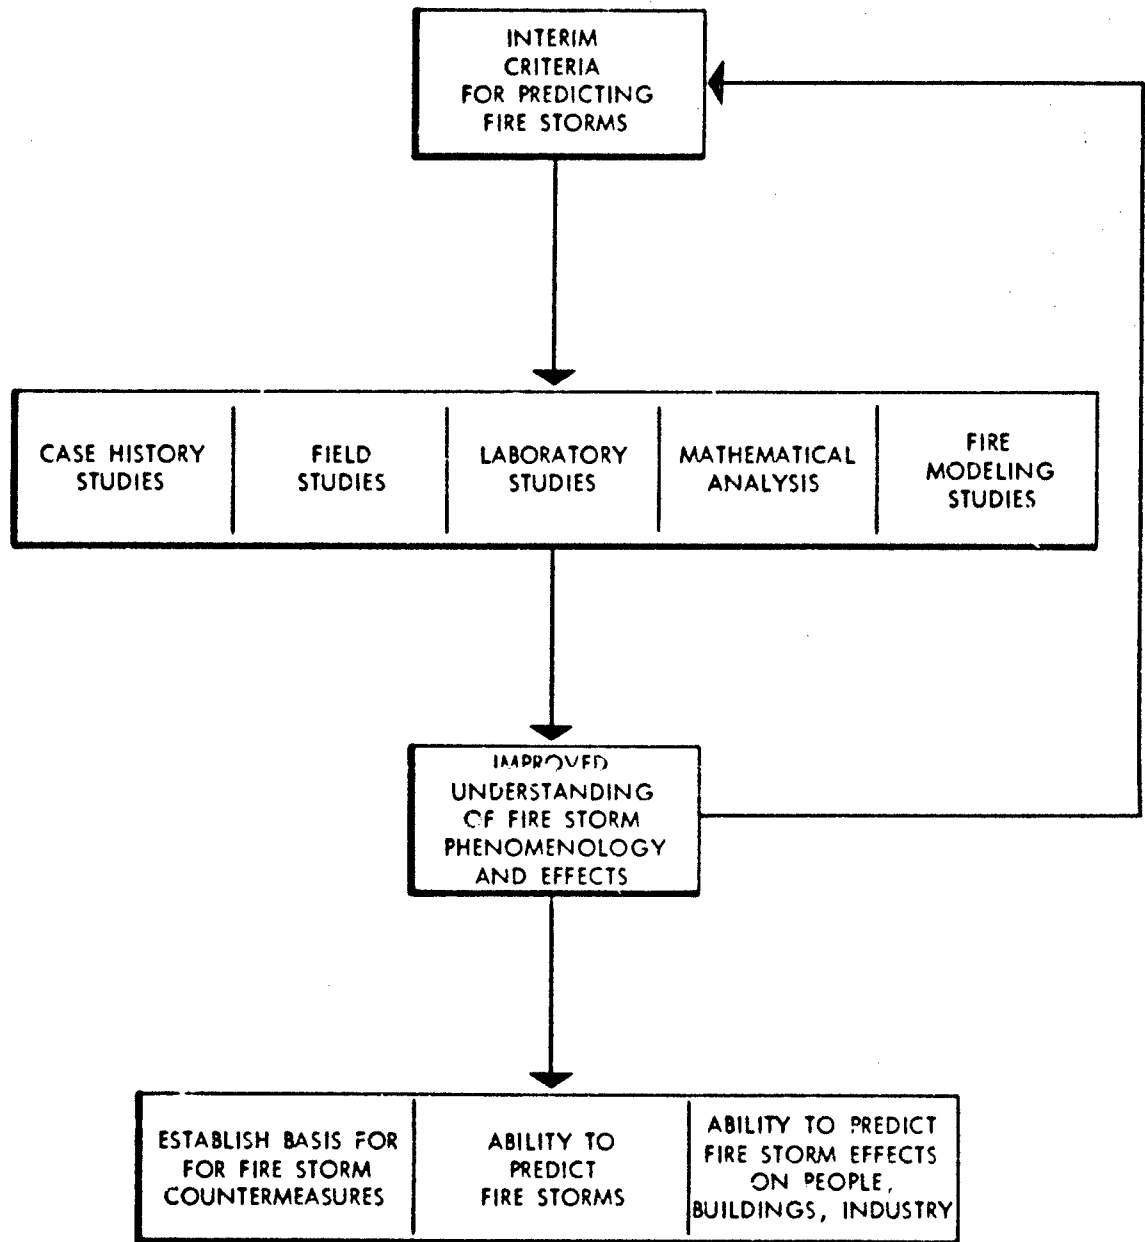 INTERIM
CRITERIA
FOR PREDICTING
FIRE STORMS
CASE HISTORY
STUDIES
FIELD
STUDIES
LABORATORY
STUDIES
MATHEMATICAL
ANALYSIS
FIRE
MODELING
STUDIES
IMPROVED
UNDERSTANDING
OF FIRE STORM
PHENOMENOLOGY
AND EFFECTS
ESTABLISH BASIS FOR
FOR FIRE STORM
COUNTERMEASURES
ABILITY TO
PREDICT
FIRE STORMS
ABILITY TO PREDICT
FIRE STORM EFFECTS
ON PEOPLE,
BUILDINGS, INDUSTRY